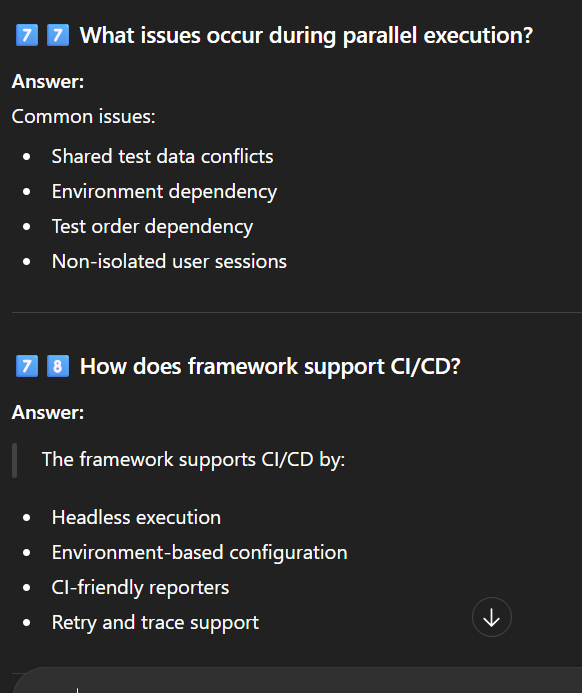 7 7 What issues occur during parallel execution?
Answer:
Common issues:
• Shared test data conflicts
• Environment dependency
• Test order dependency
• Non-isolated user sessions
7 8 How does framework support CI/CD?
Answer:
The framework supports CI/CD by:
• Headless execution
• Environment-based configuration
• CI-friendly reporters
• Retry and trace support